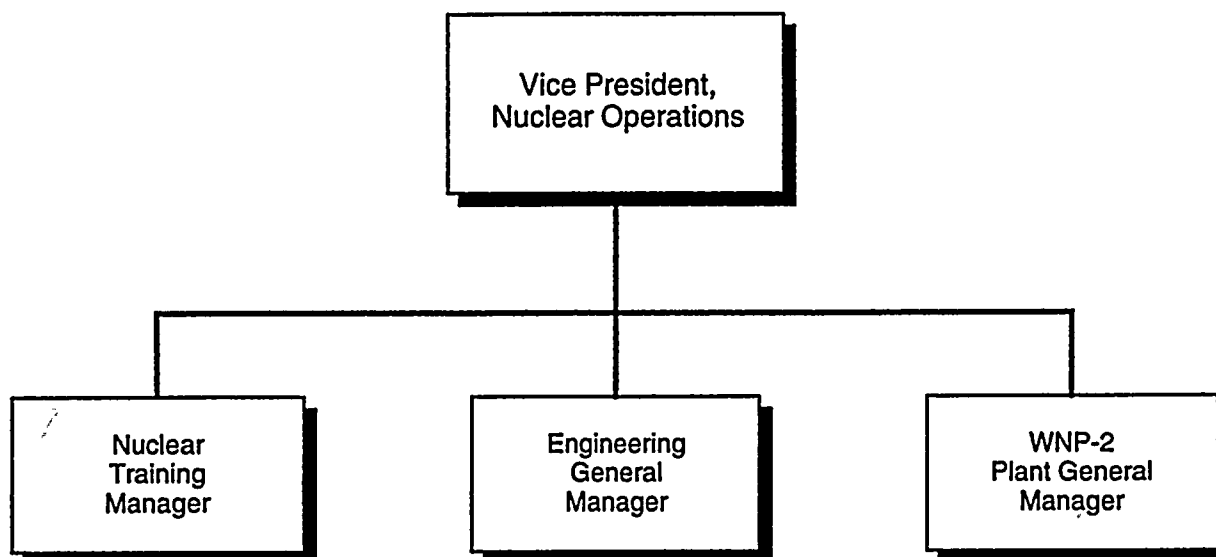 Vice President,
Nuclear Operations
Nuclear
Training
Manager
Engineering
General
Manager
WNP-2
Plant General
Manager